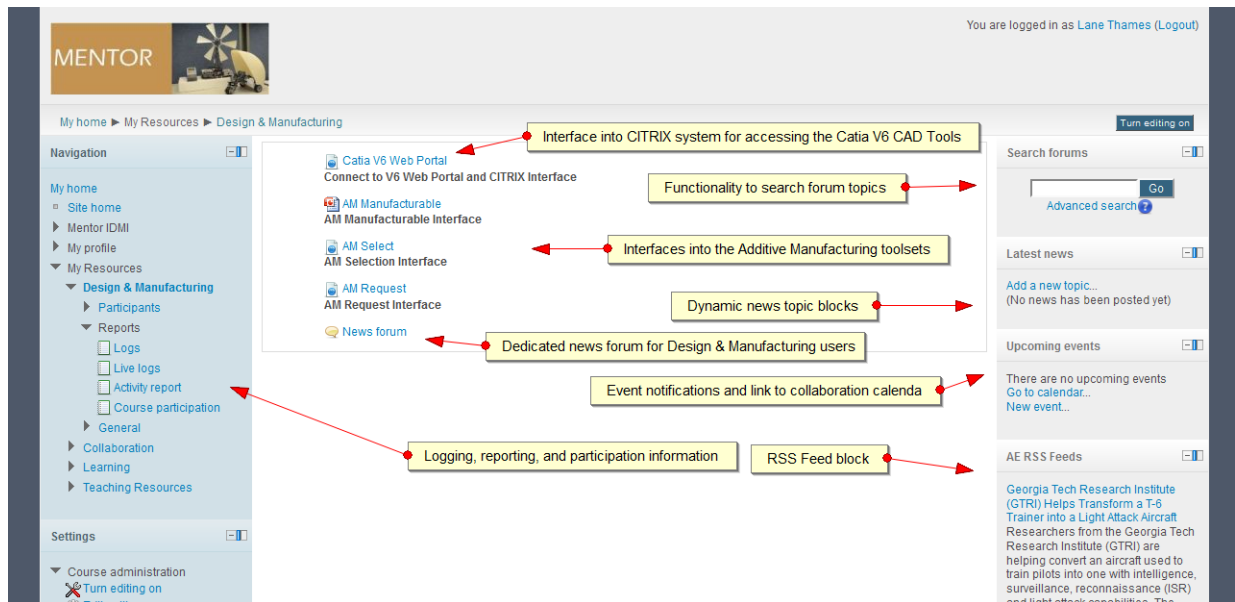 You are logged in as Lane Thames (Logout)
MENTOR
My home ► My Resources ► Design & Manufacturing
Turn editing on
Navigation
My home
Site home
Mentor IDMI
My profile
My Resources
Design & Manufacturing
Participants
Reports
Logs
Live logs
Activity report
Course participation
General
Collaboration
Learning
Teaching Resources
Settings
Course administration
Turn editing on
Catia V6 Web Portal
Connect to V6 Web Portal and CITRIX Interface
AM Manufacturable
AM Manufacturable Interface
AM Select
AM Selection Interface
AM Request
AM Request Interface
News forum
Interface into CITRIX system for accessing the Catia V6 CAD Tools
Functionality to search forum topics
Interfaces into the Additive Manufacturing toolsets
Dynamic news topic blocks
Dedicated news forum for Design & Manufacturing users
Event notifications and link to collaboration calenda
Logging, reporting, and participation information
RSS Feed block
Search forums
Go
Advanced search ?
Latest news
Add a new topic...
(No news has been posted yet)
Upcoming events
There are no upcoming events
Go to calendar...
New event...
AE RSS Feeds
Georgia Tech Research Institute
(GTRI) Helps Transform a T-6
Trainer into a Light Attack Aircraft
Researchers from the Georgia Tech
Research Institute (GTRI) are
helping convert an aircraft used to
train pilots into one with intelligence,
surveillance, reconnaissance (ISR)
and light attack capabilities. The